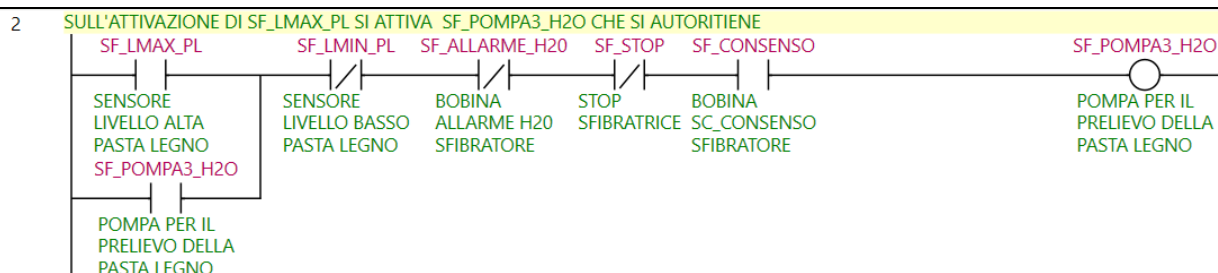 2
SULL'ATTIVAZIONE DI SF_LMAX_PL SI ATTIVA SF_POMPA3_H2O CHE SI AUTORITIENE
SF_LMAX_PL
SENSORE
LIVELLO ALTA
PASTA LEGNO
SF_LMIN_PL
SENSORE
LIVELLO BASSO
PASTA LEGNO
SF_ALLARME_H20
BOBINA
ALLARME H20
SFIBRATORE
SF_STOP
STOP
SFIBRATRICE
SF_CONSENSO
BOBINA
SC_CONSENSO
SFIBRATORE
SF_POMPA3_H2O
POMPA PER IL
PRELIEVO DELLA
PASTA LEGNO
SF_POMPA3_H2O
POMPA PER IL
PRELIEVO DELLA
PASTA LEGNO